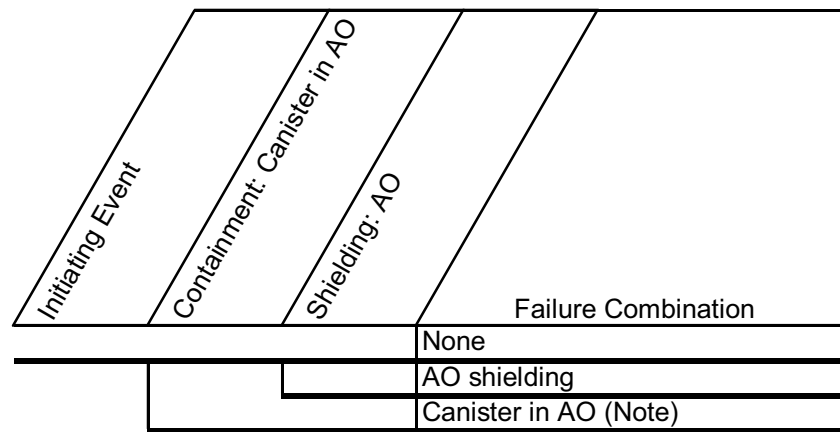 Initiating Event
Containment: Canister in AO
Shielding: AO
Failure Combination
None
AO shielding
Canister in AO (Note)